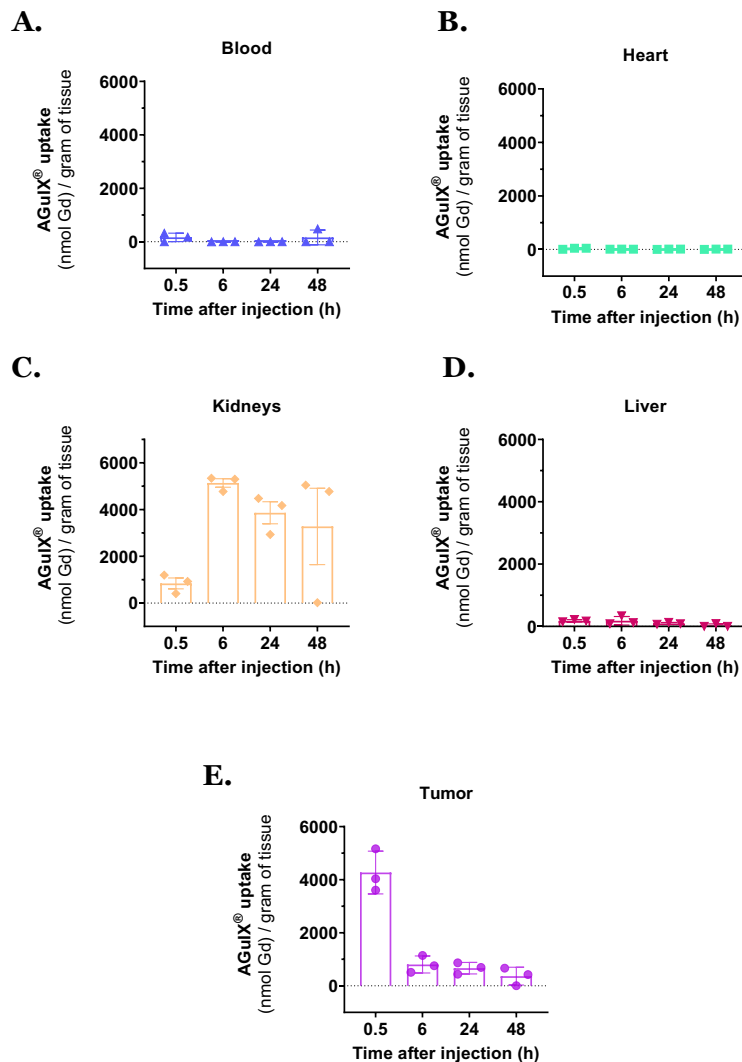 A.
Blood
AGuIX® uptake
(nmol Gd) / gram of tissue
6000
4000
2000
0
0.5 6 24 48
Time after injection (h)
B.
Heart
AGuIX® uptake
(nmol Gd) / gram of tissue
6000
4000
2000
0
0.5 6 24 48
Time after injection (h)
C.
Kidneys
AGuIX® uptake
(nmol Gd) / gram of tissue
6000
4000
2000
0
0.5 6 24 48
Time after injection (h)
D.
Liver
AGuIX® uptake
(nmol Gd) / gram of tissue
6000
4000
2000
0
0.5 6 24 48
Time after injection (h)
E.
Tumor
AGuIX® uptake
(nmol Gd) / gram of tissue
6000
4000
2000
0
0.5 6 24 48
Time after injection (h)